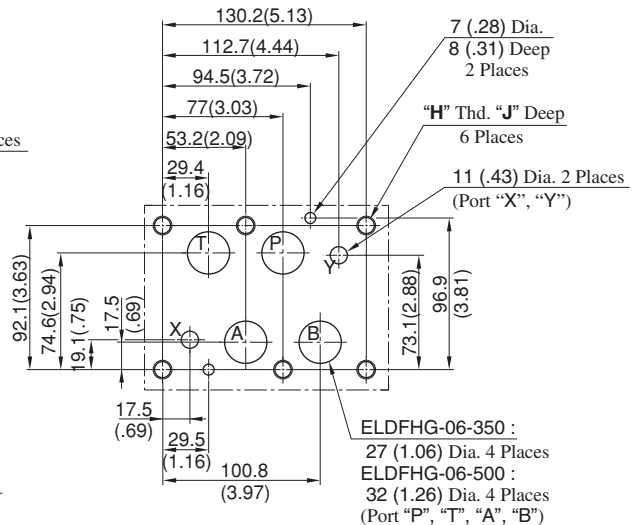 130.2(5.13)
112.7(4.44)
94.5(3.72)
77(3.03)
53.2(2.09)
29.4
(1.16)
7 (.28) Dia.
8 (.31) Deep
2 Places
"H" Thd. "J" Deep
6 Places
11 (.43) Dia. 2 Places
(Port "X", "Y")
T
P
Y
X
A
B
92.1(3.63)
74.6(2.94)
19.1(.75)
17.5
(.69)
73.1(2.88)
96.9
(3.81)
17.5
(.69)
29.5
(1.16)
100.8
(3.97)
ELDFHG-06-350 :
27 (1.06) Dia. 4 Places
ELDFHG-06-500 :
32 (1.26) Dia. 4 Places
(Port "P", "T", "A", "B")